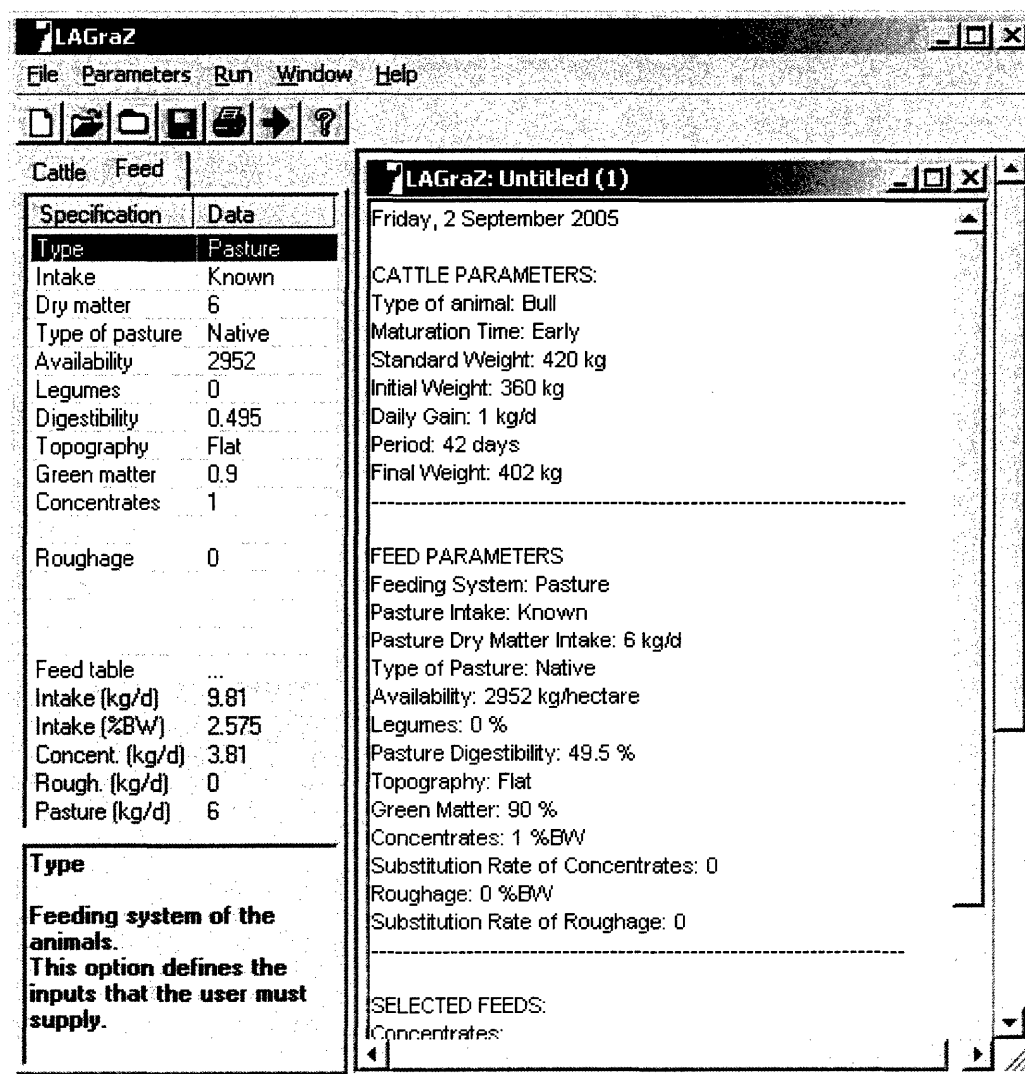 LAGraZ
File Parameters Run Window Help
Cattle Feed
Specification Data
Type Pasture
Intake Known
Dry matter 6
Type of pasture Native
Availability 2952
Legumes 0
Digestibility 0.495
Topography Flat
Green matter 0.9
Concentrates 1
Roughage 0
Feed table ...
Intake (kg/d) 9.81
Intake (%BW) 2.575
Concent. (kg/d) 3.81
Rough. (kg/d) 0
Pasture (kg/d) 6
Type
Feeding system of the
animals.
This option defines the
inputs that the user must
supply.
LAGraZ: Untitled (1)
Friday, 2 September 2005
CATTLE PARAMETERS:
Type of animal: Bull
Maturation Time: Early
Standard Weight: 420 kg
Initial Weight: 360 kg
Daily Gain: 1 kg/d
Period: 42 days
Final Weight: 402 kg
--------------------------------------------------------------------------------
FEED PARAMETERS
Feeding System: Pasture
Pasture Intake: Known
Pasture Dry Matter Intake: 6 kg/d
Type of Pasture: Native
Availability: 2952 kg/hectare
Legumes: 0 %
Pasture Digestibility: 49.5 %
Topography: Flat
Green Matter: 90 %
Concentrates: 1 %BW
Substitution Rate of Concentrates: 0
Roughage: 0 %BW
Substitution Rate of Roughage: 0
--------------------------------------------------------------------------------
SELECTED FEEDS:
Concentrates: